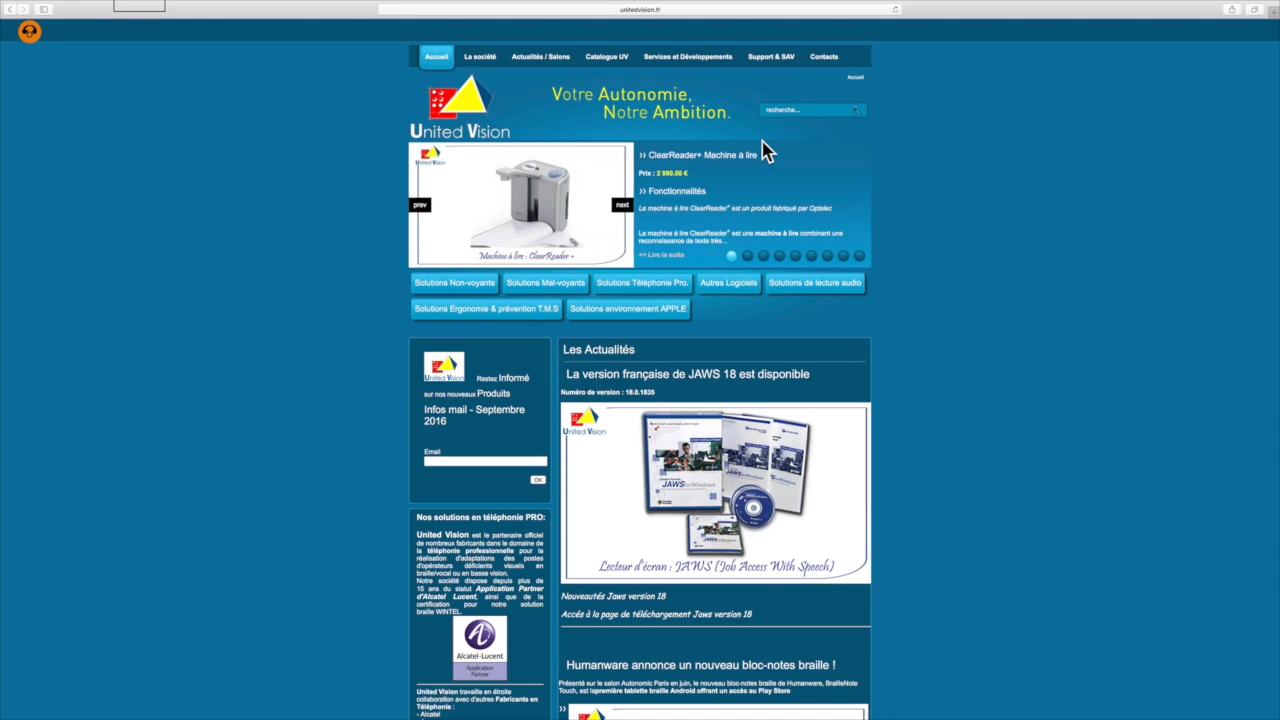 unitedvision.fr
Accueil
La société
Actualités / Salons
Catalogue UV
Services et Développements
Support & SAV
Contacts
Accueil
Votre Autonomie,
Notre Ambition.
recherche...
United Vision
prev
next
Machine à lire : ClearReader +
›› ClearReader+ Machine à lire
Prix : 2 990.00 €
›› Fonctionnalités
La machine à lire ClearReader+ est un produit fabriqué par Optelec
La machine à lire ClearReader+ est une machine à lire combinant une
reconnaissance de texte très...
++ Lire la suite
Solutions Non-voyants
Solutions Mal-voyants
Solutions Téléphonie Pro.
Autres Logiciels
Solutions de lecture audio
Solutions Ergonomie & prévention T.M.S
Solutions environnement APPLE
United Vision
Restez Informé
sur nos nouveaux Produits
Infos mail - Septembre
2016
Email
OK
Nos solutions en téléphonie PRO:
United Vision est le partenaire officiel
de nombreux fabricants dans le domaine de
la téléphonie professionnelle pour la
réalisation d'adaptations des postes
d'opérateurs déficients visuels en
braille/vocal ou en basse vision.
Notre société dispose depuis plus de
15 ans du statut Application Partner
d'Alcatel Lucent, ainsi que de la
certification pour notre solution
braille WINTEL.
Alcatel·Lucent
Application
Partner
United Vision travaille en étroite
collaboration avec d'autres Fabricants en
Téléphonie :
- Alcatel
Les Actualités
La version française de JAWS 18 est disponible
Numéro de version : 18.0.1835
United Vision
JAWS for Windows
Lecteur d'écran : JAWS (Job Access With Speech)
Nouveautés Jaws version 18
Accés à la page de téléchargement Jaws version 18
Humanware annonce un nouveau bloc-notes braille !
Présenté sur le salon Autonomic Paris en juin, le nouveau bloc-notes braille de Humanware, BrailleNote
Touch, est lapremière tablette braille Android offrant un accès au Play Store
››